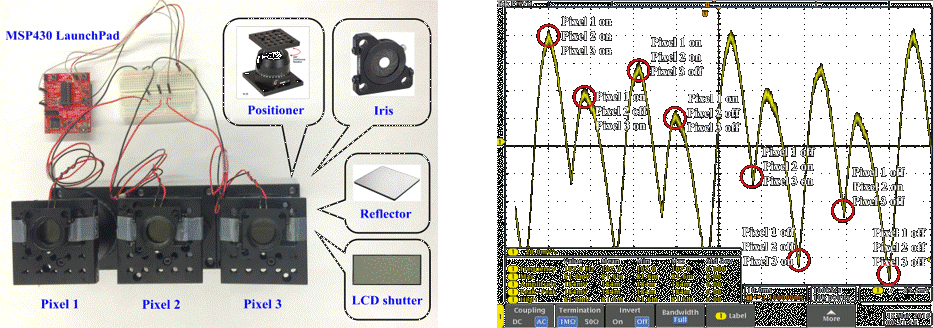 MSP430 LaunchPad
Positioner
Iris
Reflector
LCD shutter
Pixel 1
Pixel 2
Pixel 3
Pixel 1 on
Pixel 2 on
Pixel 3 on
Pixel 1 on
Pixel 2 on
Pixel 3 off
Pixel 1 on
Pixel 2 off
Pixel 3 on
Pixel 1 on
Pixel 2 off
Pixel 3 off
Pixel 1 off
Pixel 2 on
Pixel 3 on
Pixel 1 off
Pixel 2 on
Pixel 3 off
Pixel 1 off
Pixel 2 off
Pixel 3 on
Pixel 1 off
Pixel 2 off
Pixel 3 off
Coupling
DC AC
Termination
1MΩ 50Ω
Invert
On Off
Bandwidth
Full
1 Label
More